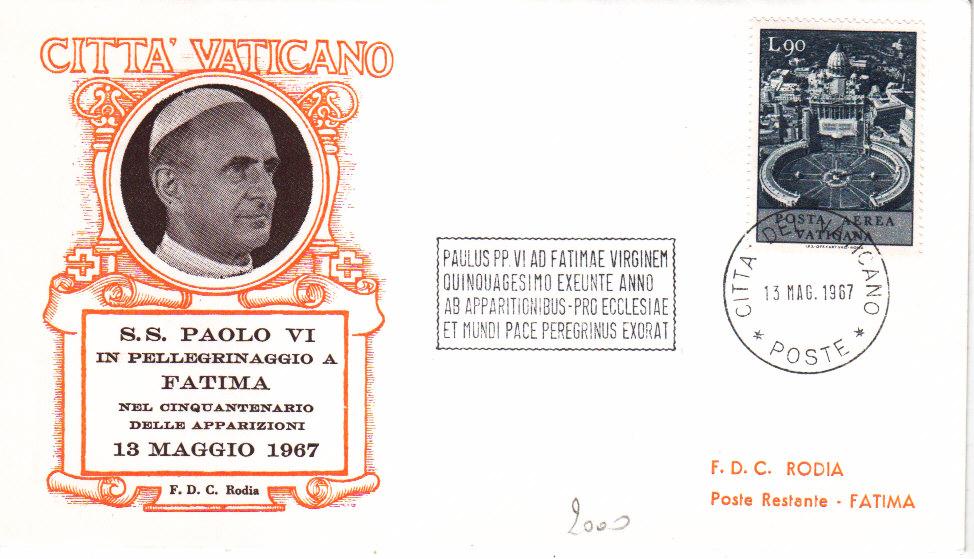 CITTA' VATICANO
S.S. PAOLO VI
IN PELLEGRINAGGIO A
FATIMA
NEL CINQUANTENARIO
DELLE APPARIZIONI
13 MAGGIO 1967
F. D. C. Rodia
PAULUS PP. VI AD FATIMAE VIRGINEM
QUINQUAGESIMO EXEUNTE ANNO
AB APPARITIONIBUS-PRO ECCLESIAE
ET MUNDI PACE PEREGRINUS EXORAT
L90
POSTA AEREA
VATICANA
CITTA DEL VATICANO
13 MAG. 1967
* POSTE *
F. D. C. RODIA
Poste Restante - FATIMA
2000